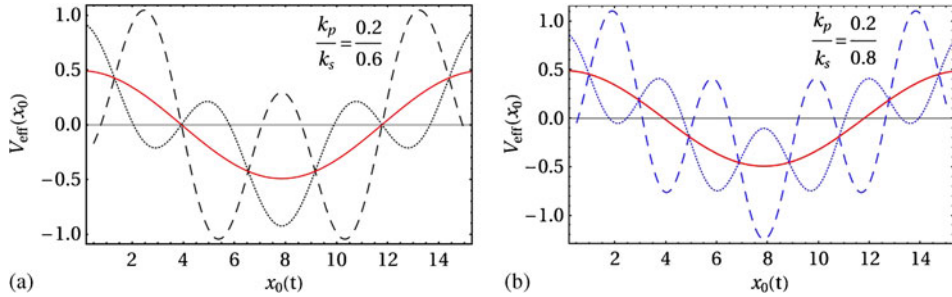 1.0
0.5
0.0
−0.5
−1.0
V_eff(x_0)
k_p/k_s = 0.2/0.6
2 4 6 8 10 12 14
(a) x_0(t)
1.0
0.5
0.0
−0.5
−1.0
V_eff(x_0)
k_p/k_s = 0.2/0.8
2 4 6 8 10 12 14
(b) x_0(t)